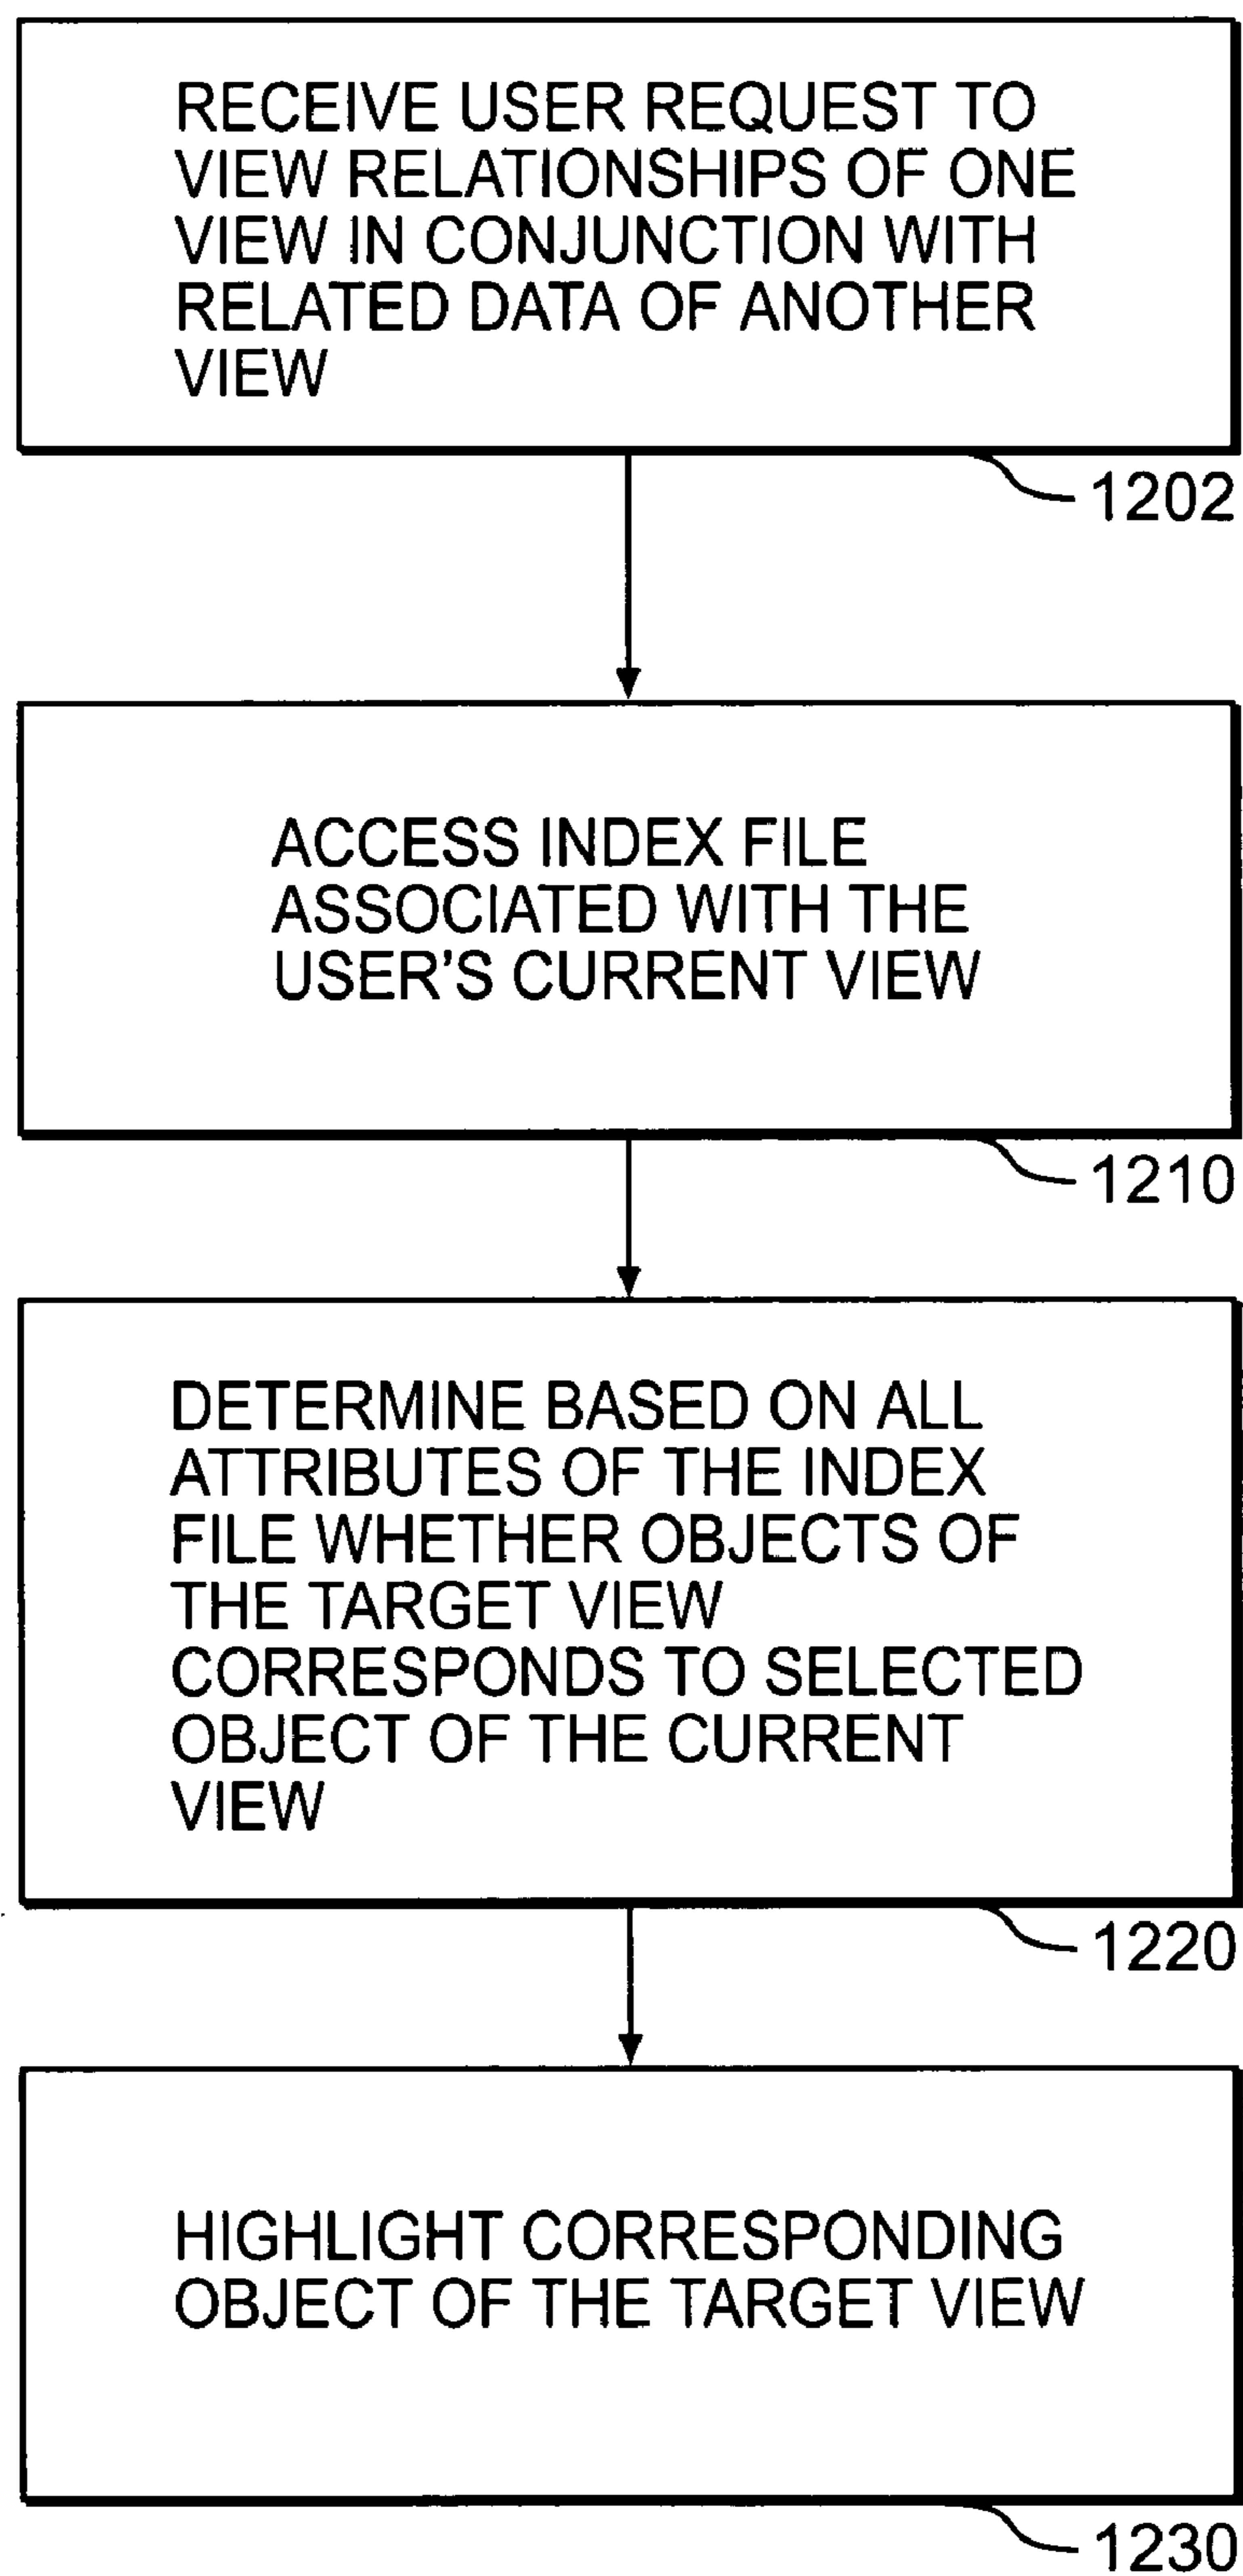 RECEIVE USER REQUEST TO
VIEW RELATIONSHIPS OF ONE
VIEW IN CONJUNCTION WITH
RELATED DATA OF ANOTHER
VIEW
1202
ACCESS INDEX FILE
ASSOCIATED WITH THE
USER'S CURRENT VIEW
1210
DETERMINE BASED ON ALL
ATTRIBUTES OF THE INDEX
FILE WHETHER OBJECTS OF
THE TARGET VIEW
CORRESPONDS TO SELECTED
OBJECT OF THE CURRENT
VIEW
1220
HIGHLIGHT CORRESPONDING
OBJECT OF THE TARGET VIEW
1230